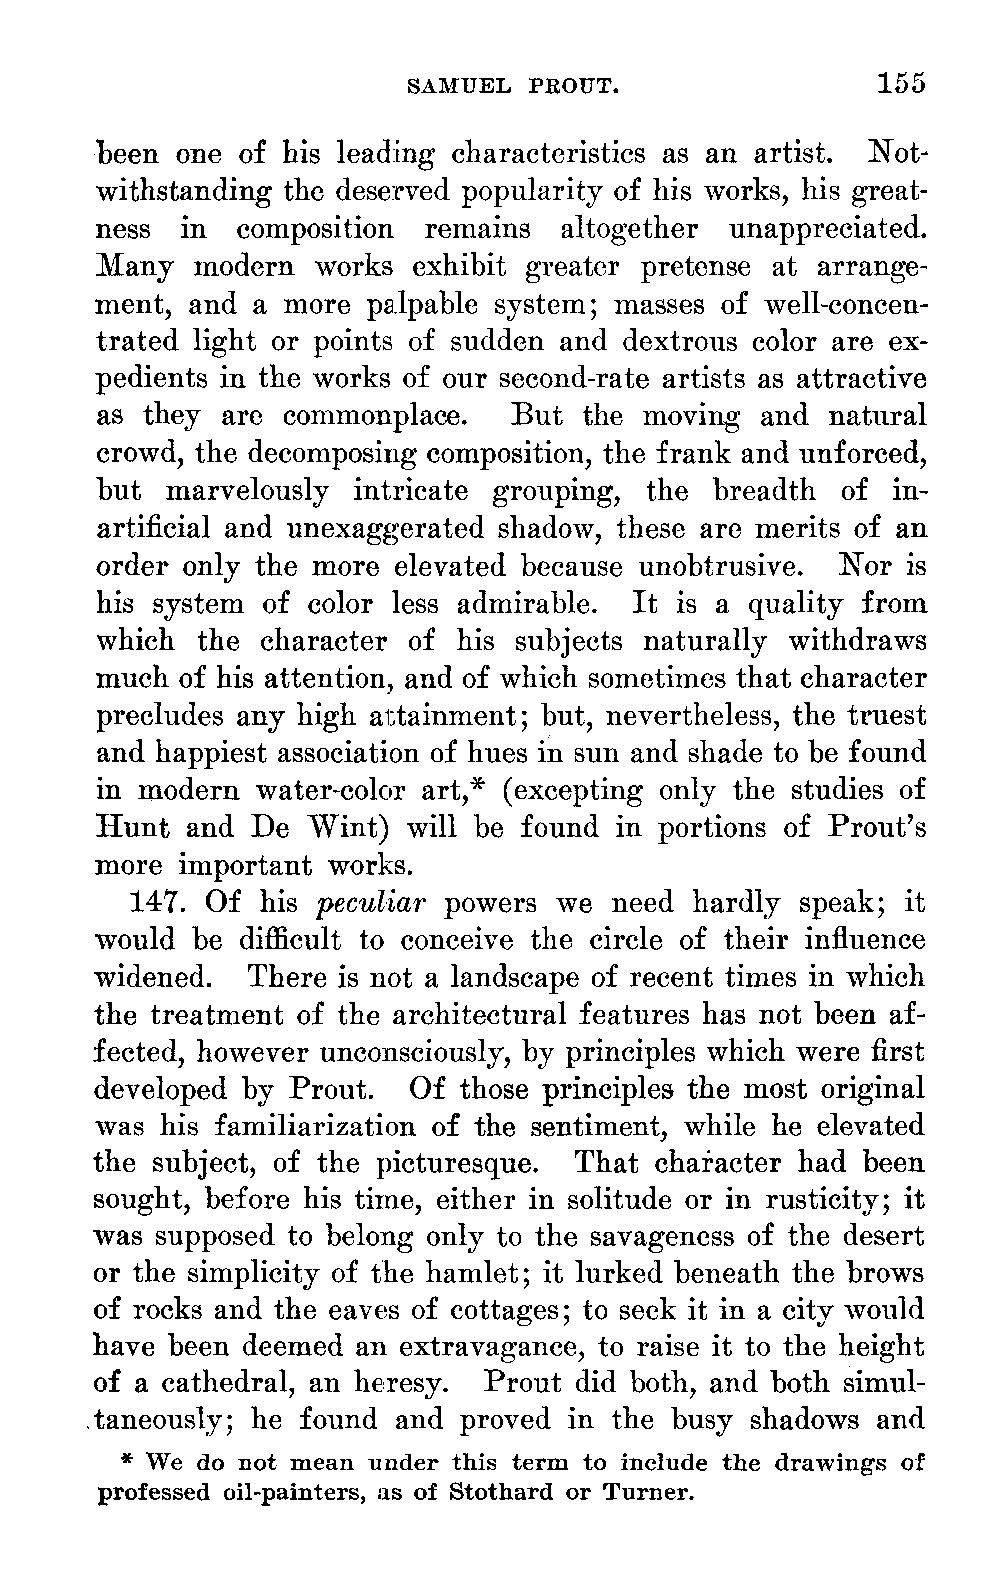 SAMUEL PROUT. 155
been one of his leading characteristics as an artist. Not-
withstanding the deserved popularity of his works, his great-
ness in composition remains altogether unappreciated.
Many modern works exhibit greater pretense at arrange-
ment, and a more palpable system; masses of well-concen-
trated light or points of sudden and dextrous color are ex-
pedients in the works of our second-rate artists as attractive
as they are commonplace. But the moving and natural
crowd, the decomposing composition, the frank and unforced,
but marvelously intricate grouping, the breadth of in-
artificial and unexaggerated shadow, these are merits of an
order only the more elevated because unobtrusive. Nor is
his system of color less admirable. It is a quality from
which the character of his subjects naturally withdraws
much of his attention, and of which sometimes that character
precludes any high attainment; but, nevertheless, the truest
and happiest association of hues in sun and shade to be found
in modern water-color art,* (excepting only the studies of
Hunt and De Wint) will be found in portions of Prout's
more important works.
147. Of his peculiar powers we need hardly speak; it
would be difficult to conceive the circle of their influence
widened. There is not a landscape of recent times in which
the treatment of the architectural features has not been af-
fected, however unconsciously, by principles which were first
developed by Prout. Of those principles the most original
was his familiarization of the sentiment, while he elevated
the subject, of the picturesque. That character had been
sought, before his time, either in solitude or in rusticity; it
was supposed to belong only to the savageness of the desert
or the simplicity of the hamlet; it lurked beneath the brows
of rocks and the eaves of cottages; to seek it in a city would
have been deemed an extravagance, to raise it to the height
of a cathedral, an heresy. Prout did both, and both simul-
taneously; he found and proved in the busy shadows and
* We do not mean under this term to include the drawings of
professed oil-painters, as of Stothard or Turner.